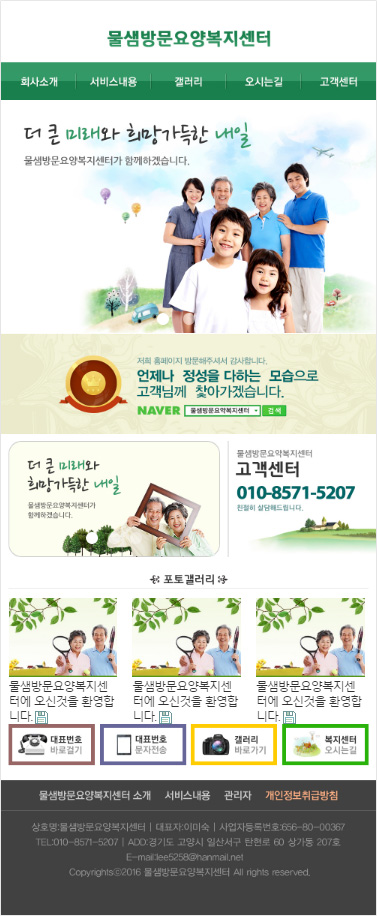 물샘방문요양복지센터
회사소개 서비스내용 갤러리 오시는길 고객센터
더 큰 미래와 희망가득한 내일
물샘방문요양복지센터가 함께하겠습니다.
저희 홈페이지 방문해주셔서 감사합니다.
언제나 정성을 다하는 모습으로
고객님께 찾아가겠습니다.
NAVER 물샘방문요양복지센터 검색
더 큰 미래와
희망가득한 내일
물샘방문요양복지센터가
함께하겠습니다.
물샘방문요양복지센터
고객센터
010-8571-5207
친절히 상담해드립니다.
포토갤러리
물샘방문요양복지센
터에 오신것을 환영합
니다.
물샘방문요양복지센
터에 오신것을 환영합
니다.
물샘방문요양복지센
터에 오신것을 환영합
니다.
대표번호
바로걸기
대표번호
문자전송
갤러리
바로가기
복지센터
오시는길
물샘방문요양복지센터 소개 서비스내용 관리자 개인정보취급방침
상호명:물샘방문요양복지센터 | 대표자:이미숙 | 사업자등록번호:656-80-00367
TEL:010-8571-5207 | ADD:경기도 고양시 일산서구 탄현로 60 상가동 207호
E-mail:lee5258@hanmail.net
Copyrightsⓒ2016 물샘방문요양복지센터 All rights reserved.